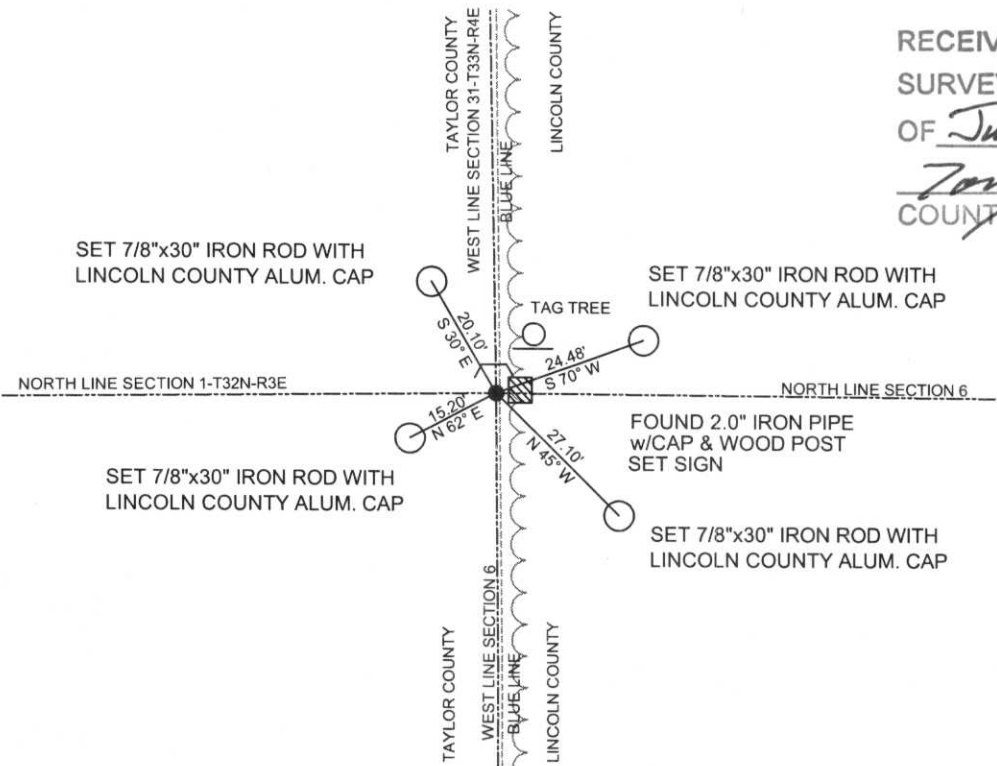 TAYLOR COUNTY
WEST LINE SECTION 31-T33N-R4E
BLUE LINE
LINCOLN COUNTY
SURVEY
OF
COUNT
SET 7/8"x30" IRON ROD WITH
LINCOLN COUNTY ALUM. CAP
SET 7/8"x30" IRON ROD WITH
LINCOLN COUNTY ALUM. CAP
TAG TREE
20.10'
S 30° E
24.48'
S 70° W
NORTH LINE SECTION 1-T32N-R3E
NORTH LINE SECTION 6
15.20'
N 62° E
27.10'
N 45° W
FOUND 2.0" IRON PIPE
w/CAP & WOOD POST
SET SIGN
SET 7/8"x30" IRON ROD WITH
LINCOLN COUNTY ALUM. CAP
SET 7/8"x30" IRON ROD WITH
LINCOLN COUNTY ALUM. CAP
TAYLOR COUNTY
WEST LINE SECTION 6
BLUE LINE
LINCOLN COUNTY